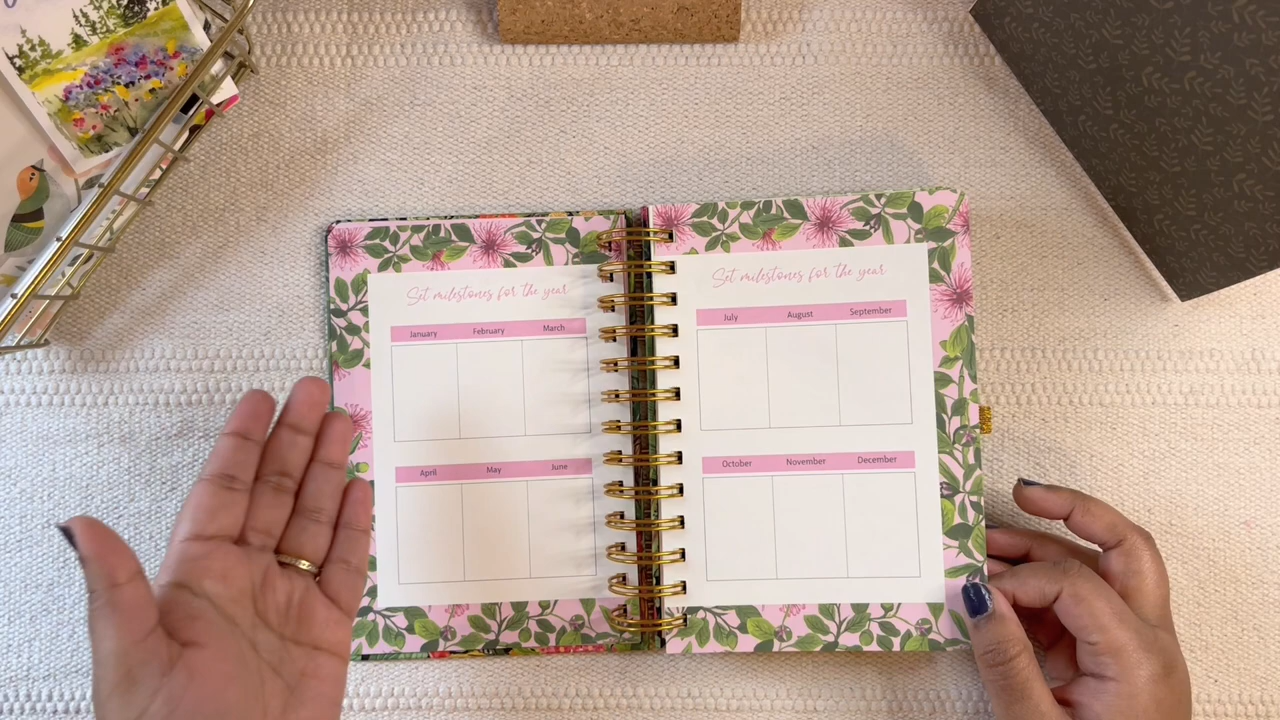 Set milestones for the year
January February March
April May June
Set milestones for the year
July August September
October November December